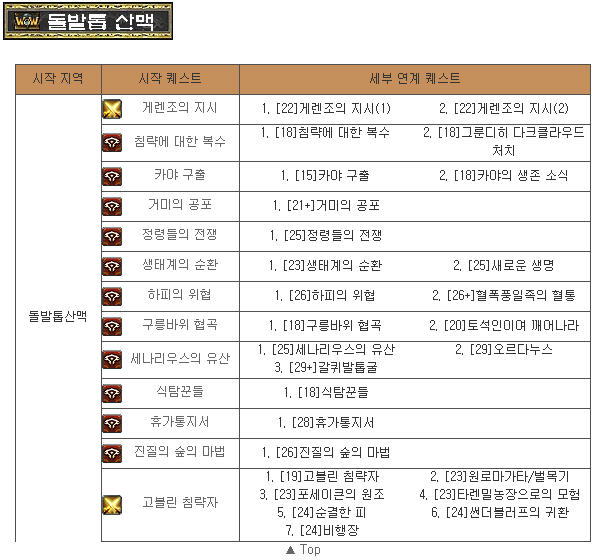 WOW 돌발톱 산맥
시작 지역 시작 퀘스트 세부 연계 퀘스트
돌발톱산맥
게렌조의 지시 1. [22]게렌조의 지시(1) 2. [22]게렌조의 지시(2)
침략에 대한 복수 1. [18]침략에 대한 복수 2. [18]그룬디히 다크클라우드
처치
카야 구출 1. [15]카야 구출 2. [18]카야의 생존 소식
거미의 공포 1. [21+]거미의 공포
정령들의 전쟁 1. [25]정령들의 전쟁
생태계의 순환 1. [23]생태계의 순환 2. [25]새로운 생명
하피의 위협 1. [26]하피의 위협 2. [26+]혈폭풍일족의 혈통
구릉바위 협곡 1. [18]구릉바위 협곡 2. [20]토석인이여 깨어나라
세나리우스의 유산 1. [25]세나리우스의 유산 2. [29]오르다누스
3. [29+]갈퀴발톱굴
식탐꾼들 1. [18]식탐꾼들
휴가통지서 1. [28]휴가통지서
진질의 숲의 마법 1. [26]진질의 숲의 마법
고블린 침략자 1. [19]고블린 침략자 2. [23]원로마가타/벌목기
3. [23]포세이큰의 원조 4. [23]타렌밀농장으로의 모험
5. [24]순결한 피 6. [24]썬더블러프의 귀환
7. [24]비행장
▲ Top